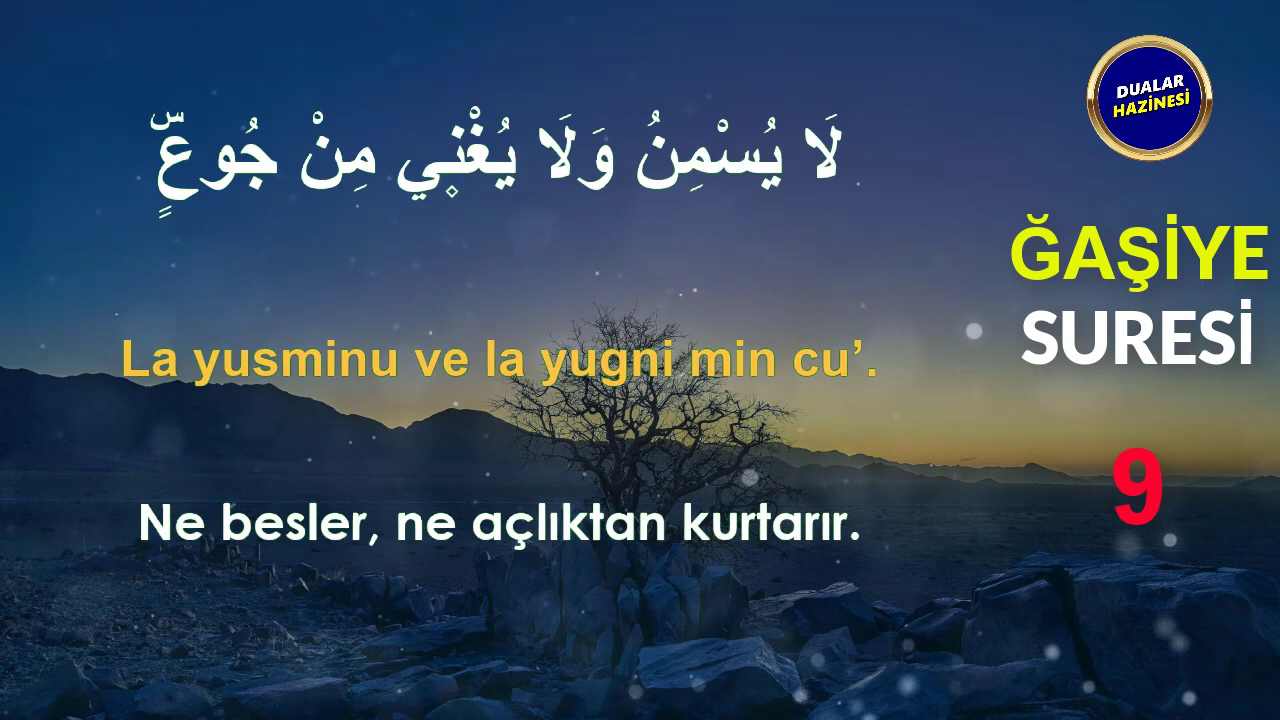 لَا يُسْمِنُ وَلَا يُغْن۪ي مِنْ جُوعٍّ
La yusminu ve la yugni min cu’.
Ne besler, ne açlıktan kurtarır.
DUALAR
HAZİNESİ
ĞAŞİYE
SURESİ
9